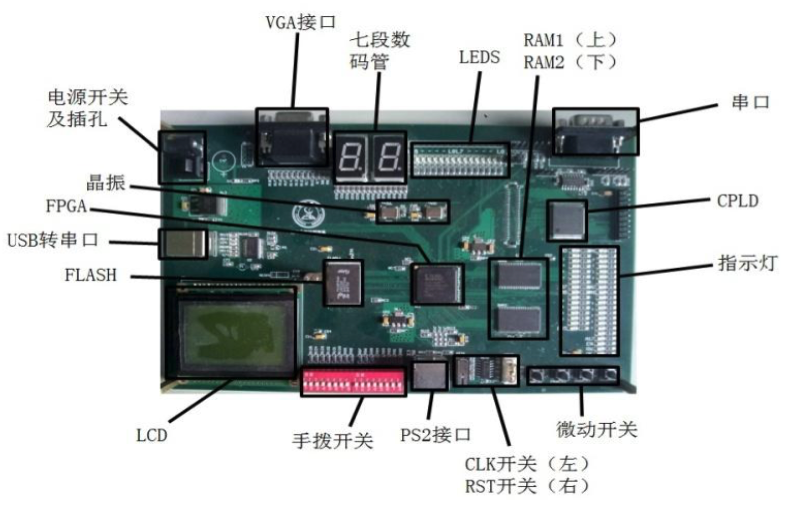 VGA接口
七段数
码管
LEDS
RAM1（上）
RAM2（下）
电源开关
及插孔
串口
晶振
FPGA
CPLD
USB转串口
指示灯
FLASH
LCD
手拨开关
PS2接口
微动开关
CLK开关（左）
RST开关（右）